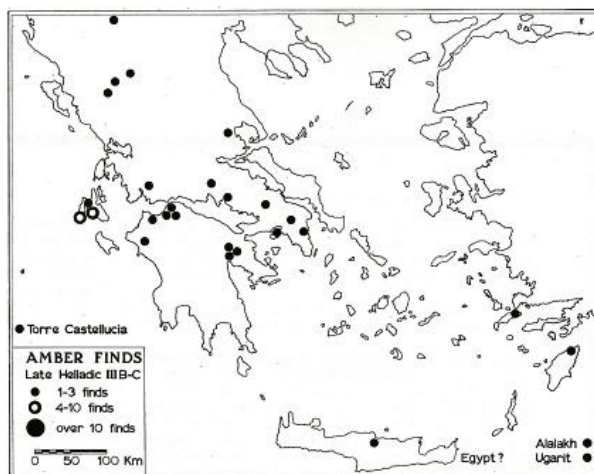 Torre Castellucia
AMBER FINDS
Late Helladic IIIB-C
1-3 finds
4-10 finds
over 10 finds
0 50 100 Km
Egypt?
Alalakh
Ugarit